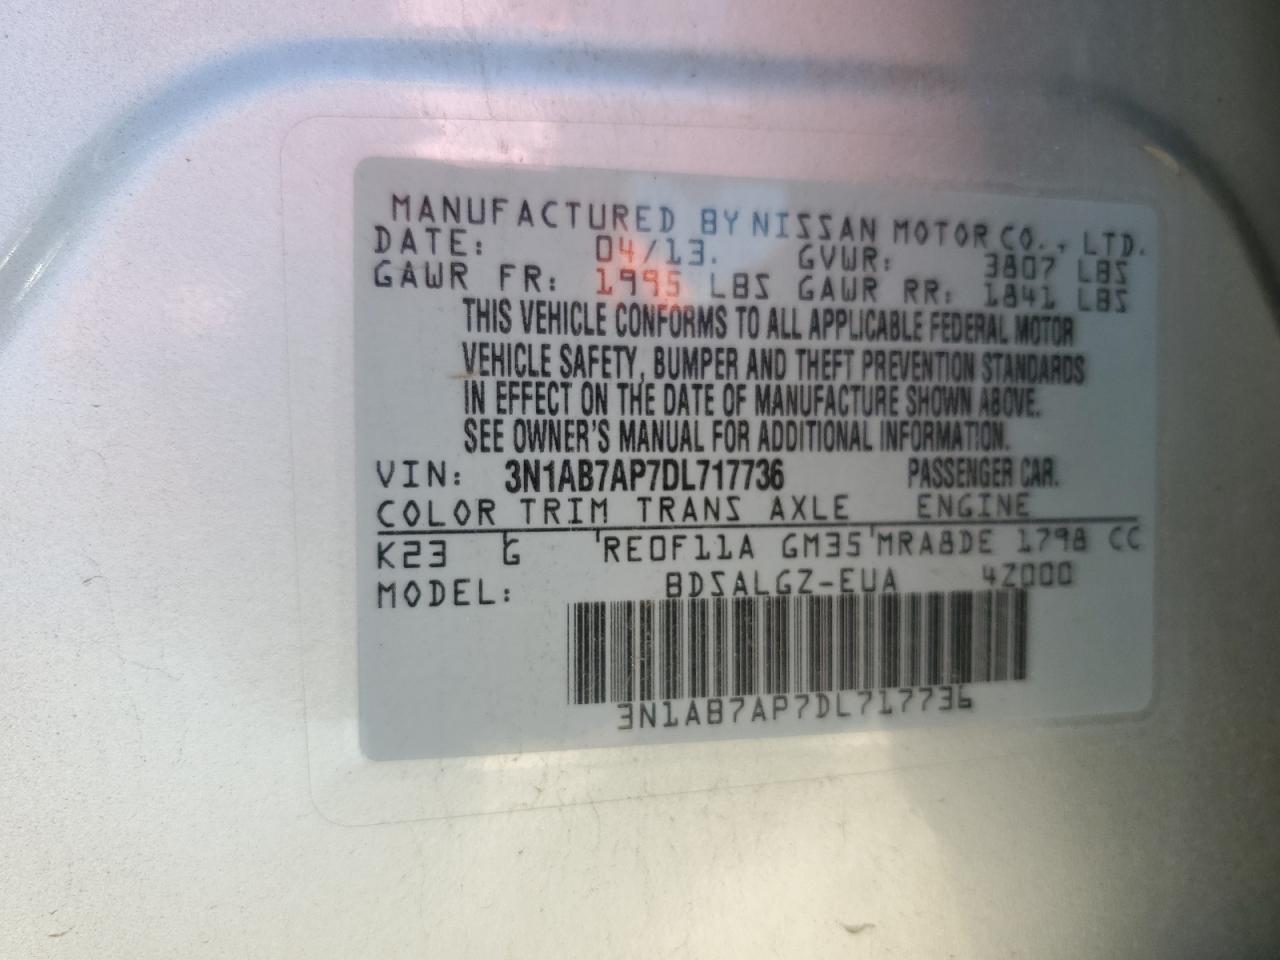 MANUFACTURED BY NISSAN MOTOR CO., LTD.
DATE: 04/13. GVWR: 3807 LBS
GAWR FR: 1995 LBS GAWR RR: 1841 LBS
THIS VEHICLE CONFORMS TO ALL APPLICABLE FEDERAL MOTOR
VEHICLE SAFETY, BUMPER AND THEFT PREVENTION STANDARDS
IN EFFECT ON THE DATE OF MANUFACTURE SHOWN ABOVE.
SEE OWNER'S MANUAL FOR ADDITIONAL INFORMATION.
VIN: 3N1AB7AP7DL717736 PASSENGER CAR.
COLOR TRIM TRANS AXLE ENGINE
K23 G RE0F11A GM35 MRA8DE 1798 CC
MODEL: BDSALGZ-EUA 4Z000
3N1AB7AP7DL717736